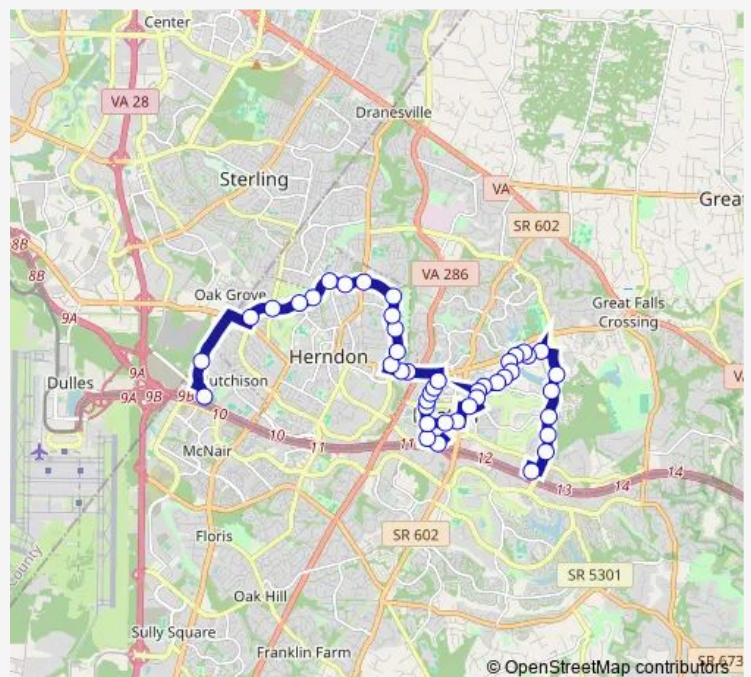 Center
VA 28
Dranesville
Sterling
VA
Great
SR 602
8B
8B
VA 286
Oak Grove
Great Falls
Crossing
9A
Herndon
9A
Dulles
utchison
9A
9B
9B
10
V
10
11
11
12
14
McNair
13
14
Floris
SR 602
SR 5301
County
Oak Hill
Sully Square
Franklin Farm
SR 673
© OpenStreetMap contributors